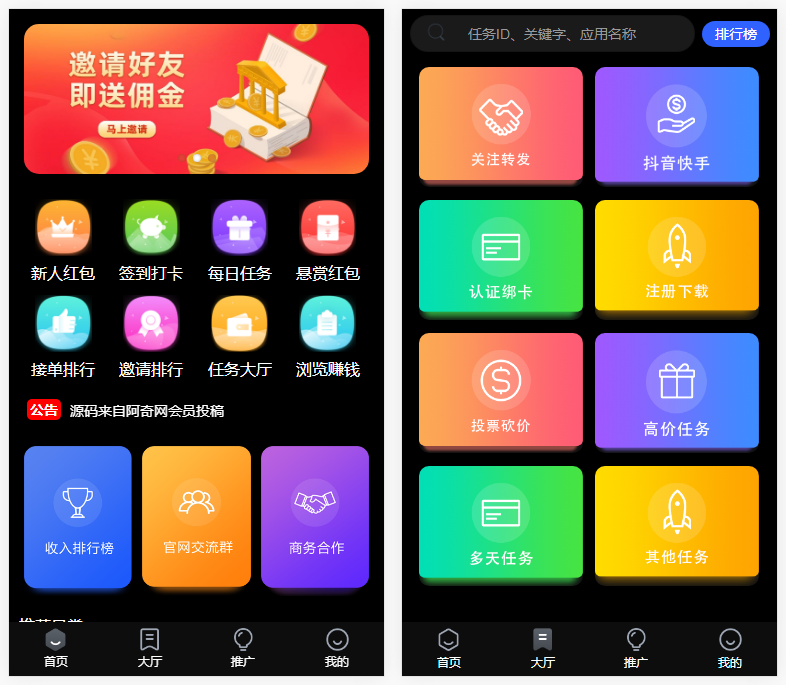 邀请好友
即送佣金
马上邀请
新人红包
签到打卡
每日任务
悬赏红包
接单排行
邀请排行
任务大厅
浏览赚钱
公告 源码来自阿奇网会员投稿
收入排行榜
官网交流群
商务合作
首页
大厅
推广
我的
任务ID、关键字、应用名称
排行榜
关注转发
抖音快手
认证绑卡
注册下载
投票砍价
高价任务
多天任务
其他任务
首页
大厅
推广
我的